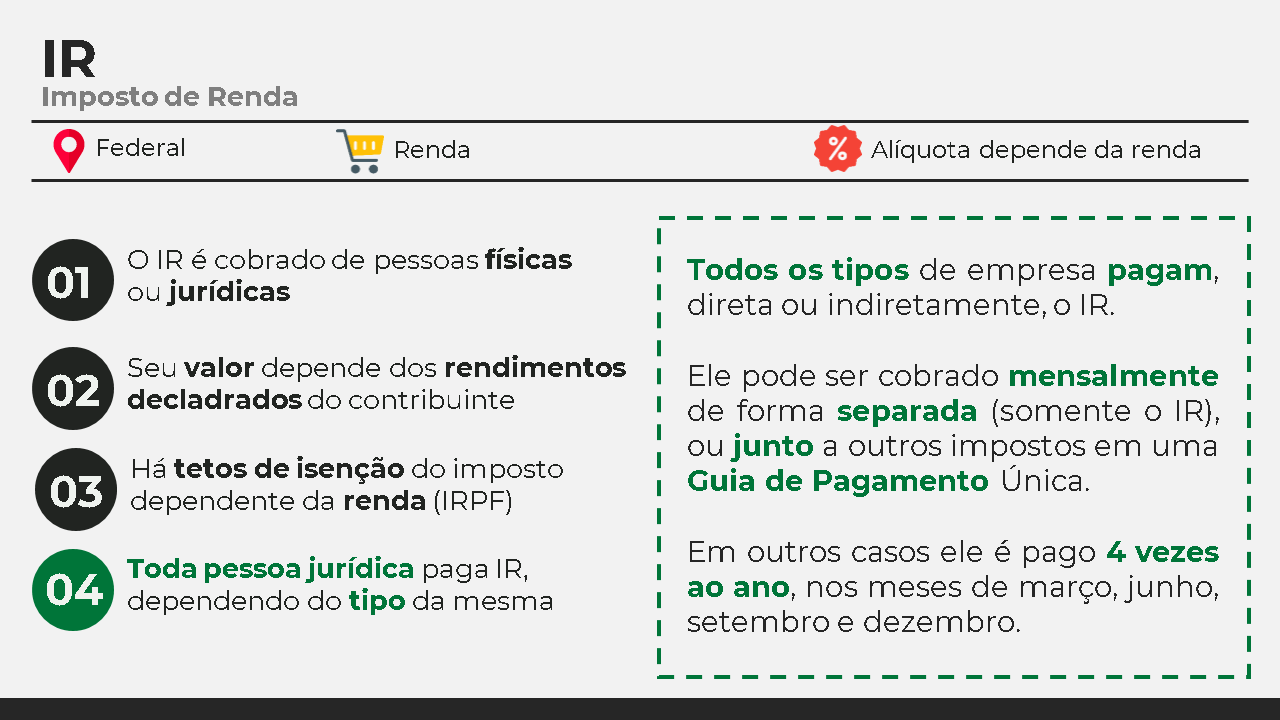 IR
Imposto de Renda
Federal
Renda
Alíquota depende da renda
01
O IR é cobrado de pessoas físicas
ou jurídicas
02
Seu valor depende dos rendimentos
decladrados do contribuinte
03
Há tetos de isenção do imposto
dependente da renda (IRPF)
04
Toda pessoa jurídica paga IR,
dependendo do tipo da mesma
Todos os tipos de empresa pagam,
direta ou indiretamente, o IR.
Ele pode ser cobrado mensalmente
de forma separada (somente o IR),
ou junto a outros impostos em uma
Guia de Pagamento Única.
Em outros casos ele é pago 4 vezes
ao ano, nos meses de março, junho,
setembro e dezembro.